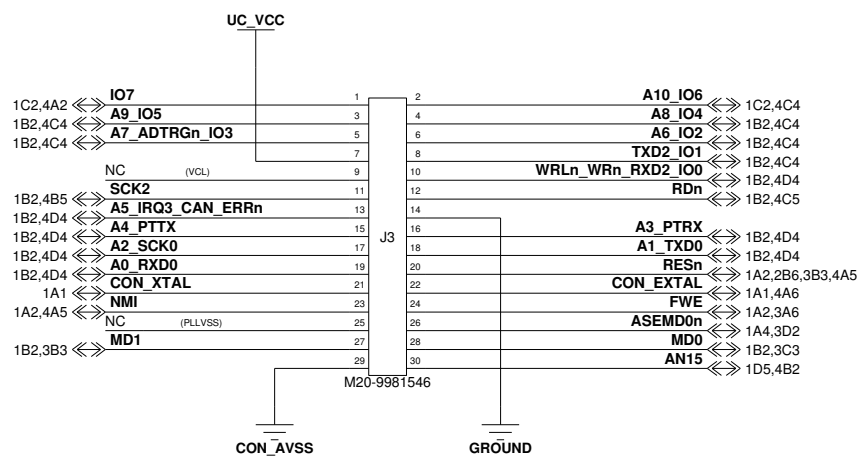 UC_VCC
1C2,4A2 IO7 1 2 A10_IO6 1C2,4C4
1B2,4C4 A9_IO5 3 4 A8_IO4 1B2,4C4
1B2,4C4 A7_ADTRGn_IO3 5 6 A6_IO2 1B2,4C4
7 8 TXD2_IO1 1B2,4C4
NC (VCL) 9 10 WRLn_WRn_RXD2_IO0 1B2,4D4
1B2,4B5 SCK2 11 12 RDn 1B2,4C5
1B2,4D4 A5_IRQ3_CAN_ERRn 13 14
1B2,4D4 A4_PTTX 15 16 A3_PTRX 1B2,4D4
J3
1B2,4D4 A2_SCK0 17 18 A1_TXD0 1B2,4D4
1B2,4D4 A0_RXD0 19 20 RESn 1A2,2B6,3B3,4A5
1A1 CON_XTAL 21 22 CON_EXTAL 1A1,4A6
1A2,4A5 NMI 23 24 FWE 1A2,3A6
NC (PLLVSS) 25 26 ASEMD0n 1A4,3D2
1B2,3B3 MD1 27 28 MD0 1B2,3C3
29 30 AN15 1D5,4B2
M20-9981546
CON_AVSS GROUND